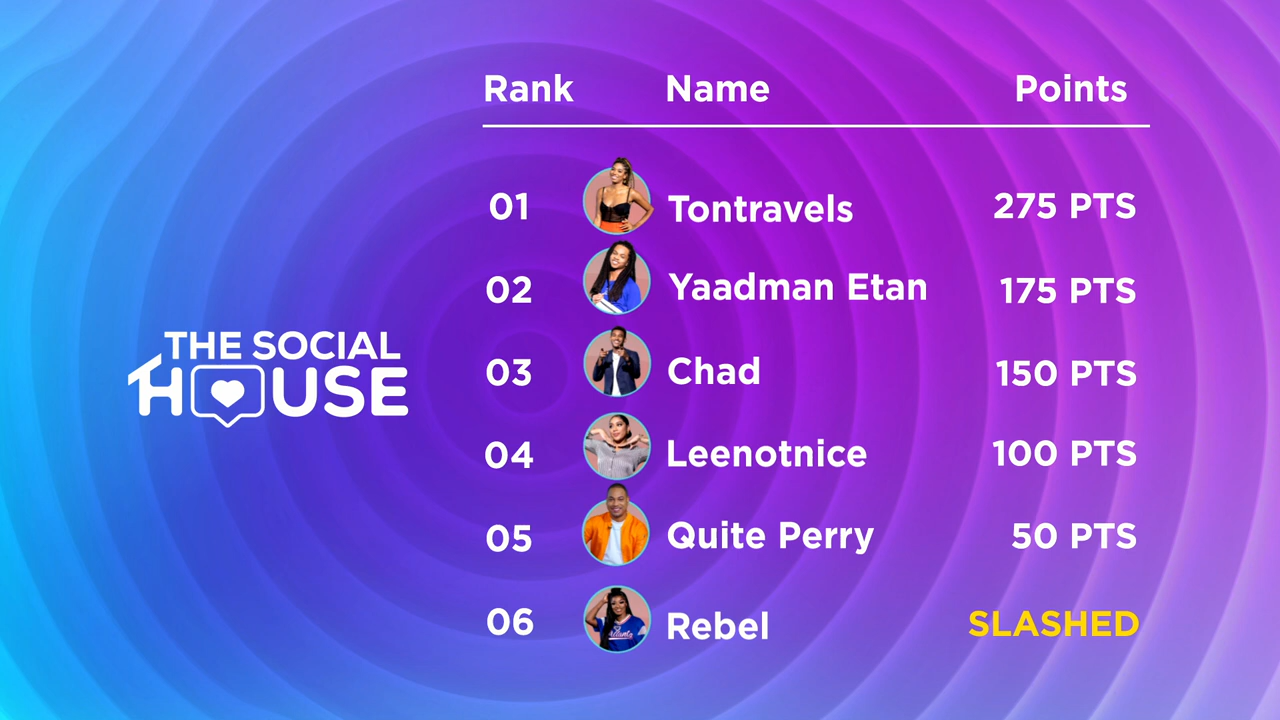 Rank Name Points
01 Tontravels 275 PTS
02 Yaadman Etan 175 PTS
THE SOCIAL
HOUSE
03 Chad 150 PTS
04 Leenotnice 100 PTS
05 Quite Perry 50 PTS
06 Rebel SLASHED
Atlanta